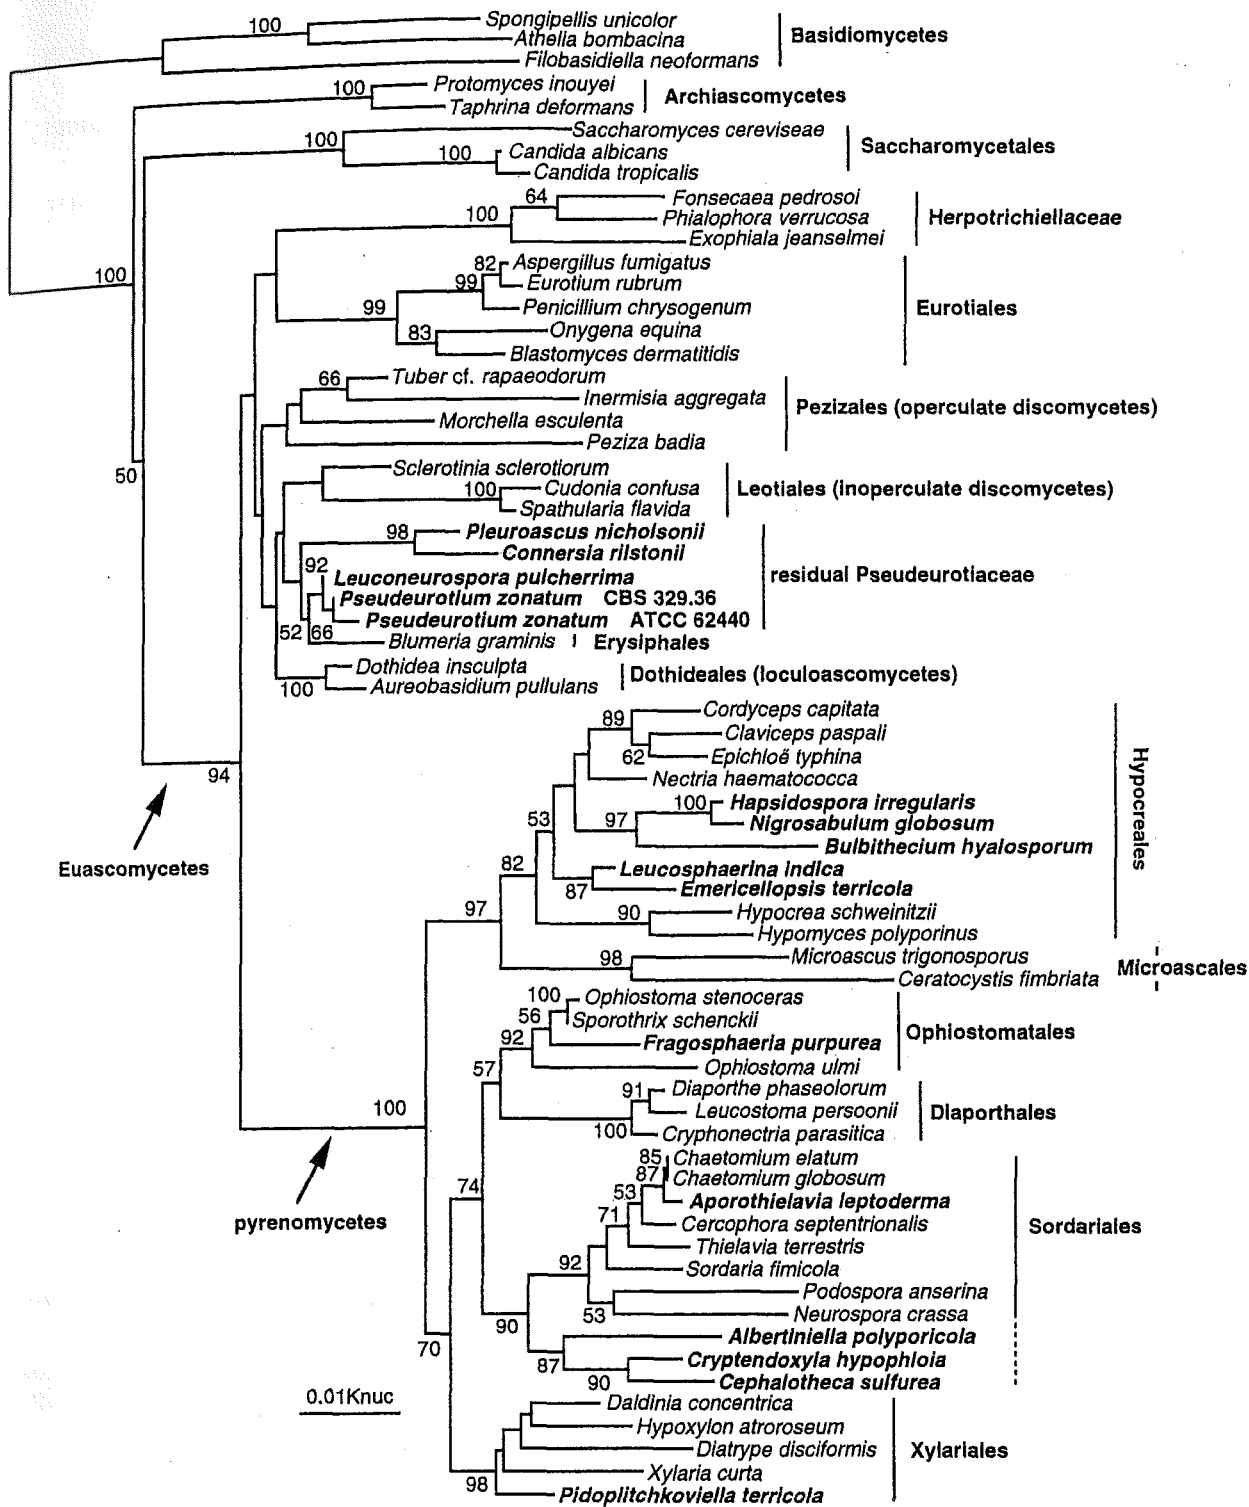 100
Spongipellis unicolor
Athelia bombacina
Filobasidiella neoformans
Basidiomycetes
100
Protomyces inouyei
Taphrina deformans
Archiascomycetes
100
Saccharomyces cereviseae
100
Candida albicans
Candida tropicalis
Saccharomycetales
100
64
Fonsecaea pedrosoi
Phialophora verrucosa
Exophiala jeanselmei
Herpotrichiellaceae
100
82
Aspergillus fumigatus
99
Eurotium rubrum
Penicillium chrysogenum
99
83
Onygena equina
Blastomyces dermatitidis
Eurotiales
66
Tuber cf. rapaeodorum
Inermisia aggregata
Morchella esculenta
Peziza badia
Pezizales (operculate discomycetes)
50
Sclerotinia sclerotiorum
100
Cudonia confusa
Spathularia flavida
Leotiales (inoperculate discomycetes)
98
Pleuroascus nicholsonii
Connersia rilstonii
92
Leuconeurospora pulcherrima
Pseudeurotium zonatum CBS 329.36
Pseudeurotium zonatum ATCC 62440
residual Pseudeurotiaceae
52
66
Blumeria graminis
Erysiphales
100
Dothidea insculpta
Aureobasidium pullulans
Dothideales (loculoascomycetes)
94
Euascomycetes
89
Cordyceps capitata
Claviceps paspali
62
Epichloë typhina
Nectria haematococca
100
Hapsidospora irregularis
97
Nigrosabulum globosum
Bulbithecium hyalosporum
53
Leucosphaerina indica
87
Emericellopsis terricola
82
90
Hypocrea schweinitzii
Hypomyces polyporinus
Hypocreales
97
98
Microascus trigonosporus
Ceratocystis fimbriata
Microascales
100
Ophiostoma stenoceras
56
Sporothrix schenckii
92
Fragosphaeria purpurea
Ophiostoma ulmi
Ophiostomatales
57
91
Diaporthe phaseolorum
Leucostoma persoonii
100
Cryphonectria parasitica
Diaporthales
100
pyrenomycetes
85
Chaetomium elatum
87
Chaetomium globosum
53
Aporothielavia leptoderma
74
71
Cercophora septentrionalis
Thielavia terrestris
92
Sordaria fimicola
Podospora anserina
53
Neurospora crassa
Sordariales
90
Albertiniella polyporicola
87
Cryptendoxyla hypophloia
90
Cephalotheca sulfurea
70
0.01Knuc
Daldinia concentrica
Hypoxylon atroroseum
Diatrype disciformis
Xylaria curta
98
Pidoplitchkoviella terricola
Xylariales